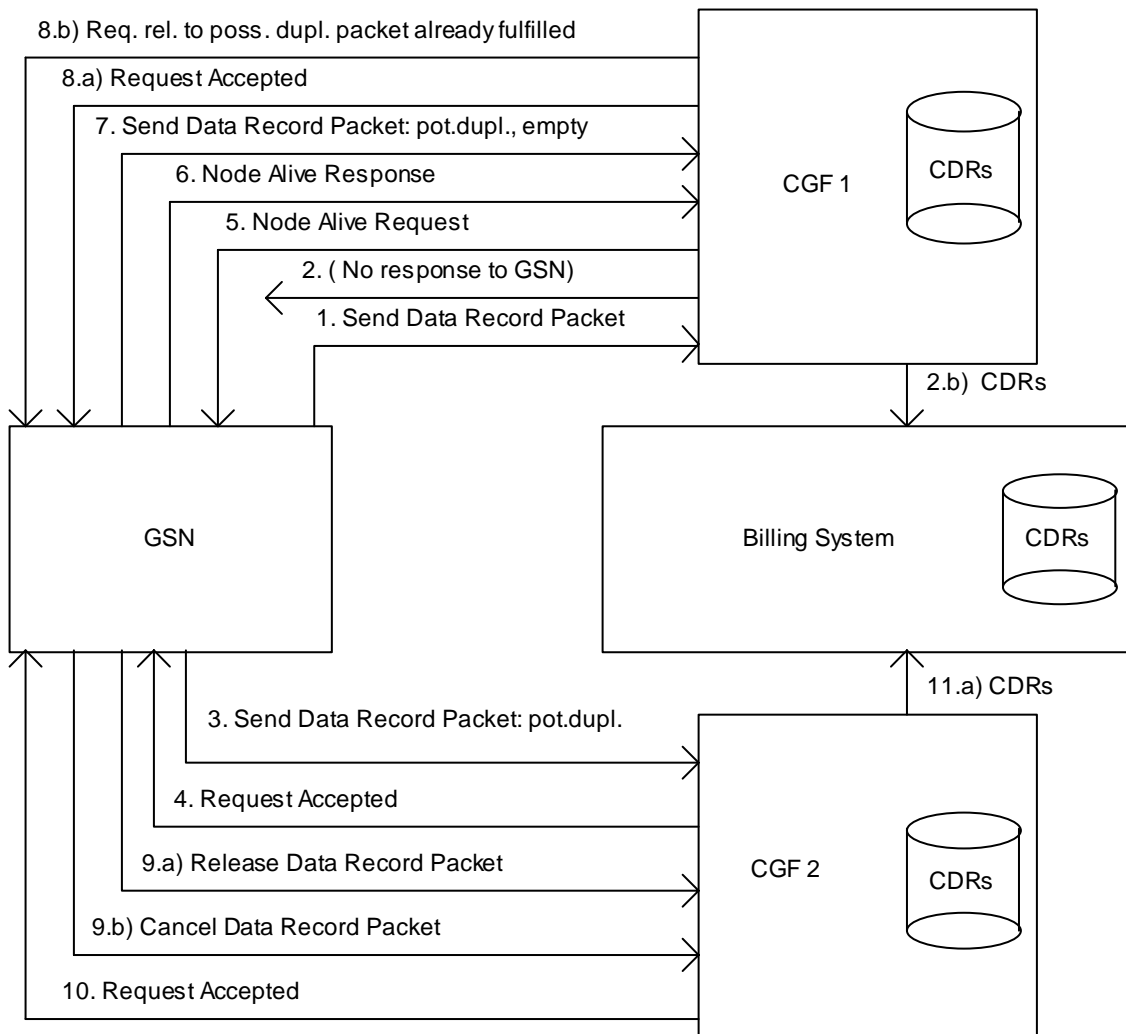 8.b) Req. rel. to poss. dupl. packet already fulfilled
8.a) Request Accepted
7. Send Data Record Packet: pot.dupl., empty
6. Node Alive Response
5. Node Alive Request
2. ( No response to GSN)
1. Send Data Record Packet
CGF 1
CDRs
2.b) CDRs
GSN
Billing System
CDRs
11.a) CDRs
3. Send Data Record Packet: pot.dupl.
4. Request Accepted
9.a) Release Data Record Packet
9.b) Cancel Data Record Packet
10. Request Accepted
CGF 2
CDRs